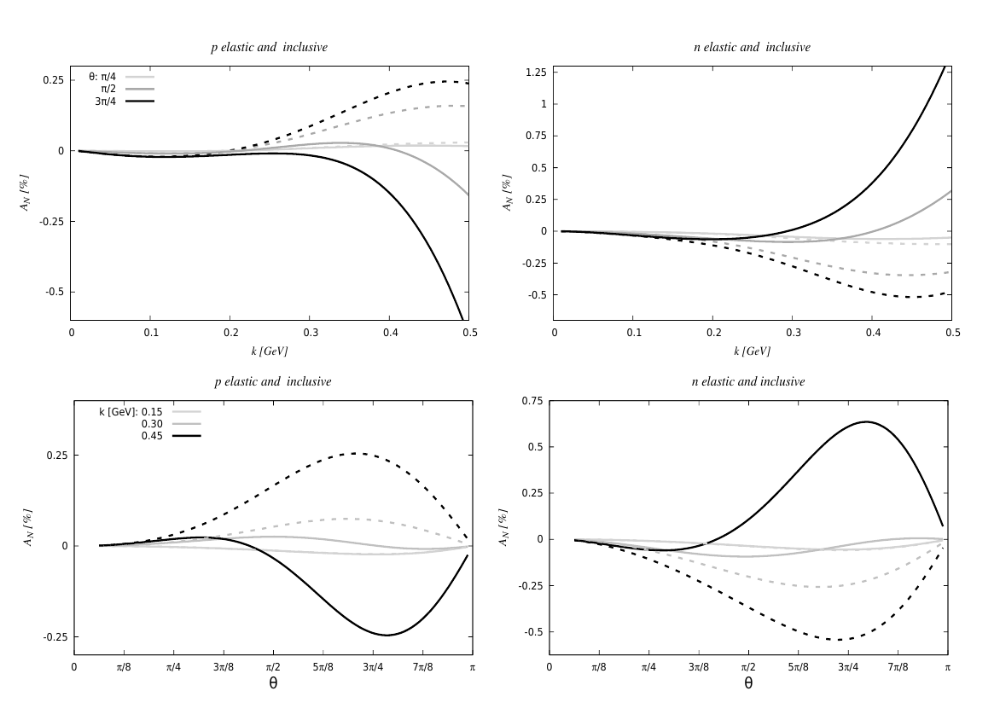 p elastic and  inclusive
n elastic and  inclusive
θ: π/4
π/2
3π/4
0.25
0
-0.25
-0.5
A_N [%]
0 0.1 0.2 0.3 0.4 0.5
k [GeV]
1.25
1
0.75
0.5
0.25
0
-0.25
-0.5
A_N [%]
0 0.1 0.2 0.3 0.4 0.5
k [GeV]
p elastic and  inclusive
n elastic and inclusive
k [GeV]: 0.15
0.30
0.45
0.25
0
-0.25
A_N [%]
0 π/8 π/4 3π/8 π/2 5π/8 3π/4 7π/8 π
θ
0.75
0.5
0.25
0
-0.25
-0.5
A_N [%]
0 π/8 π/4 3π/8 π/2 5π/8 3π/4 7π/8 π
θ